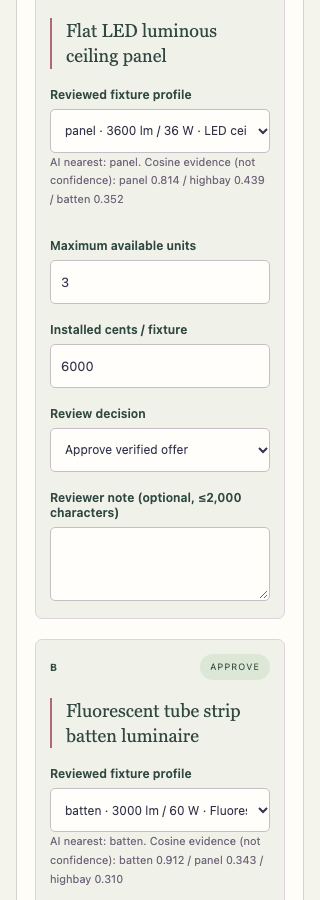 Flat LED luminous
ceiling panel
Reviewed fixture profile
panel · 3600 lm / 36 W · LED cei
AI nearest: panel. Cosine evidence (not
confidence): panel 0.814 / highbay 0.439
/ batten 0.352
Maximum available units
3
Installed cents / fixture
6000
Review decision
Approve verified offer
Reviewer note (optional, ≤2,000
characters)
B
APPROVE
Fluorescent tube strip
batten luminaire
Reviewed fixture profile
batten · 3000 lm / 60 W · Fluores
AI nearest: batten. Cosine evidence (not
confidence): batten 0.912 / panel 0.343 /
highbay 0.310